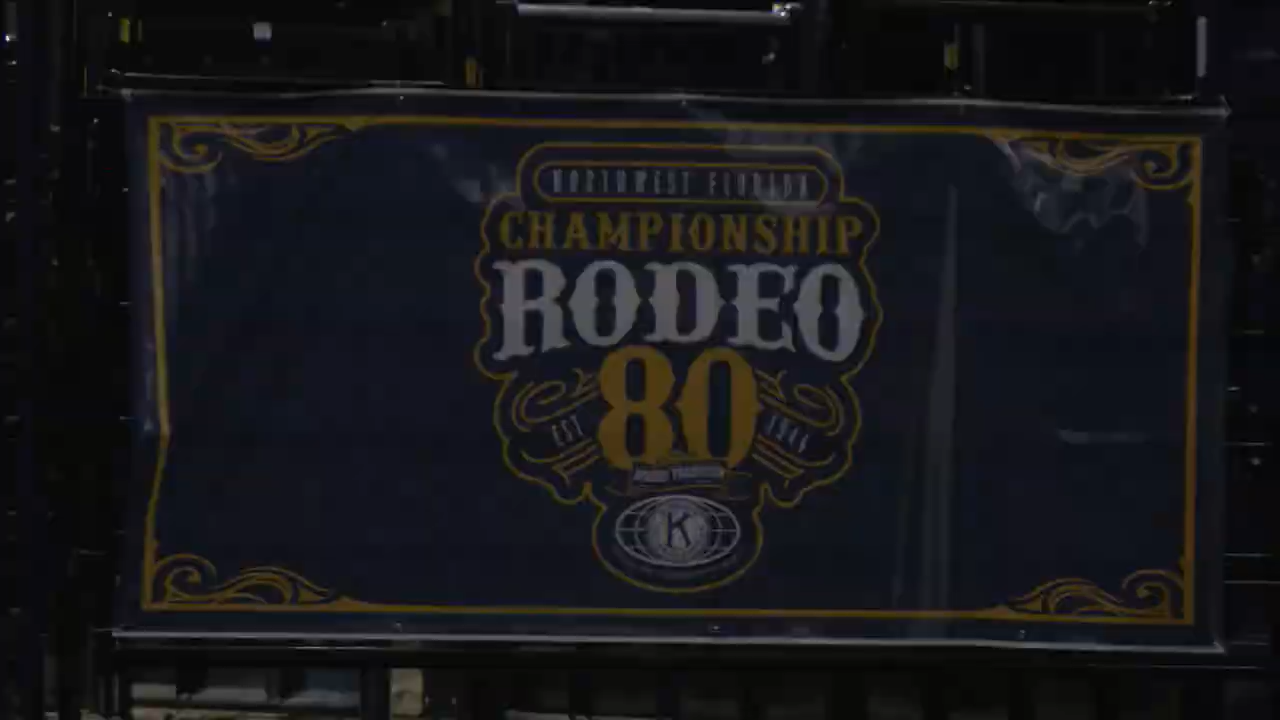 NORTHWEST FLORIDA
CHAMPIONSHIP
RODEO
80
EST 1944
K